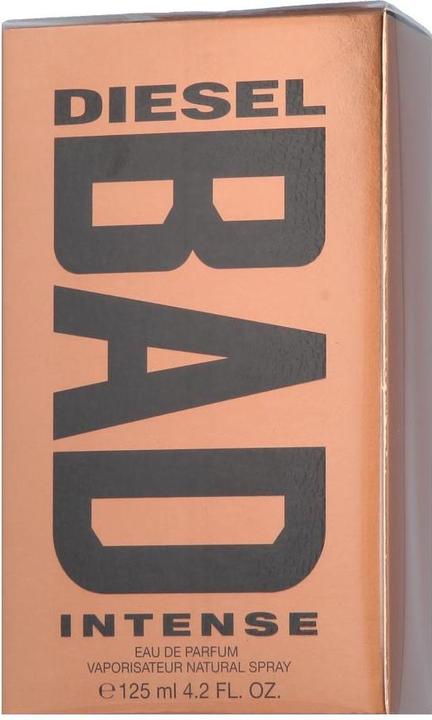 DIESEL
BAD
INTENSE
EAU DE PARFUM
VAPORISATEUR NATURAL SPRAY
℮125 ml 4.2 FL. OZ.